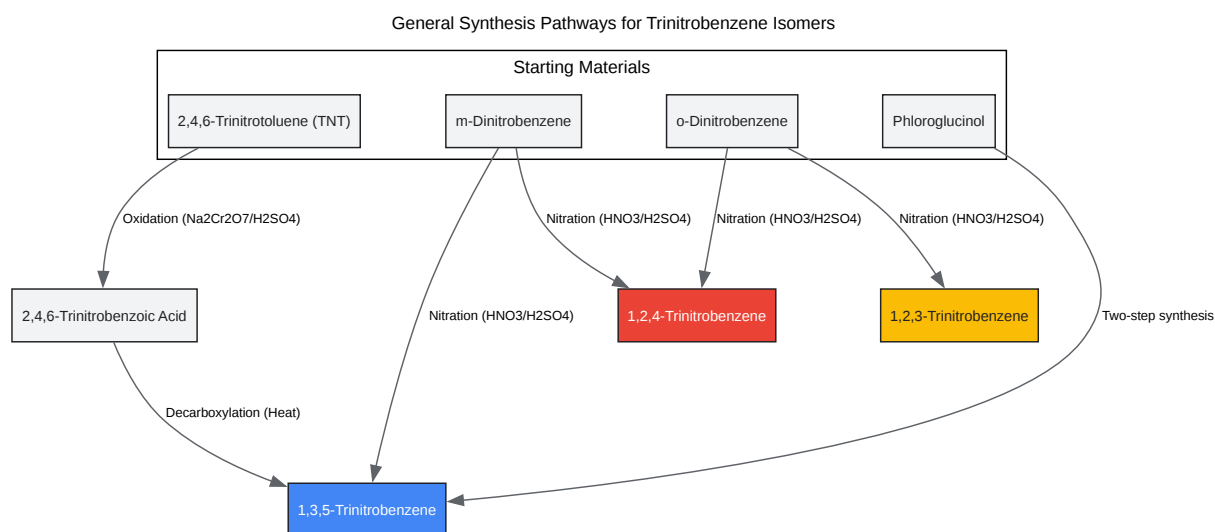 General Synthesis Pathways for Trinitrobenzene Isomers
Starting Materials
2,4,6-Trinitrotoluene (TNT)
m-Dinitrobenzene
o-Dinitrobenzene
Phloroglucinol
Oxidation (Na2Cr2O7/H2SO4)
Nitration (HNO3/H2SO4)
Nitration (HNO3/H2SO4)
Nitration (HNO3/H2SO4)
2,4,6-Trinitrobenzoic Acid
Nitration (HNO3/H2SO4)
1,2,4-Trinitrobenzene
1,2,3-Trinitrobenzene
Two-step synthesis
Decarboxylation (Heat)
1,3,5-Trinitrobenzene